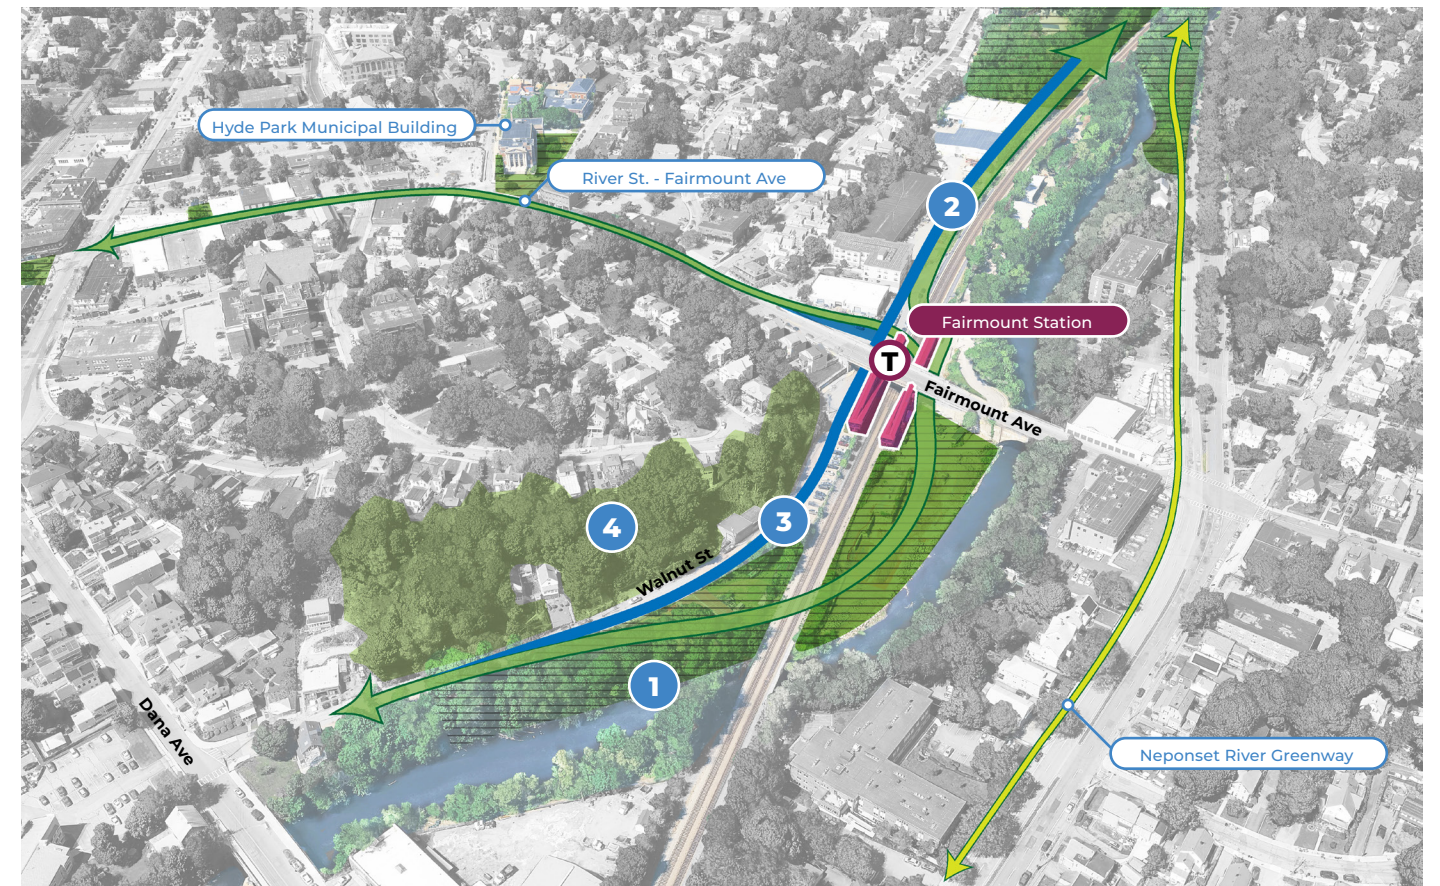 Hyde Park Municipal Building
River St. - Fairmount Ave
2
Fairmount Station
T
Fairmount Ave
4
3
Walnut St
1
Dana Ave
Neponset River Greenway